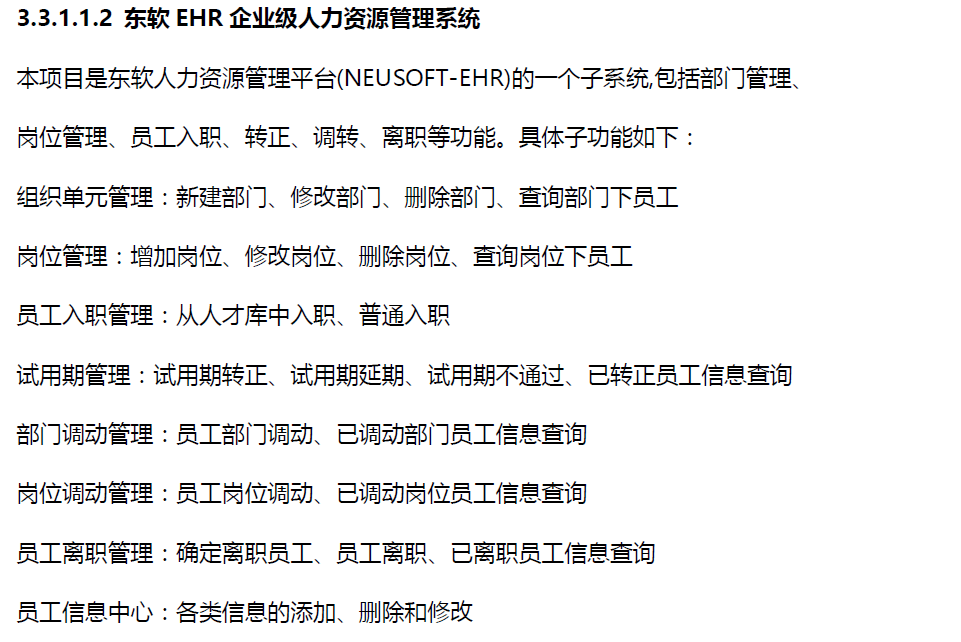 3.3.1.1.2 东软 EHR 企业级人力资源管理系统
本项目是东软人力资源管理平台(NEUSOFT-EHR)的一个子系统,包括部门管理、
岗位管理、员工入职、转正、调转、离职等功能。具体子功能如下：
组织单元管理：新建部门、修改部门、删除部门、查询部门下员工
岗位管理：增加岗位、修改岗位、删除岗位、查询岗位下员工
员工入职管理：从人才库中入职、普通入职
试用期管理：试用期转正、试用期延期、试用期不通过、已转正员工信息查询
部门调动管理：员工部门调动、已调动部门员工信息查询
岗位调动管理：员工岗位调动、已调动岗位员工信息查询
员工离职管理：确定离职员工、员工离职、已离职员工信息查询
员工信息中心：各类信息的添加、删除和修改